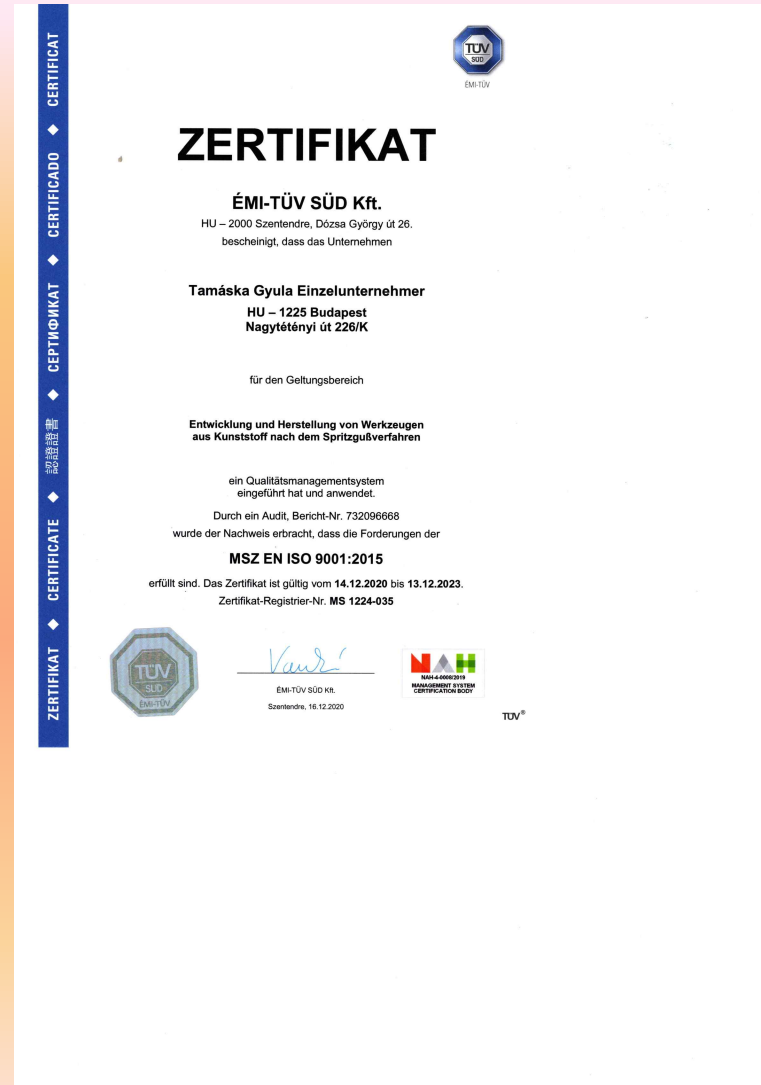 ZERTIFIKAT ◆ CERTIFICATE ◆ 認證證書 ◆ СЕРТИФИКАТ ◆ CERTIFICADO ◆ CERTIFICAT
TÜV
SÜD
ÉMI-TÜV
ZERTIFIKAT
ÉMI-TÜV SÜD Kft.
HU – 2000 Szentendre, Dózsa György út 26.
bescheinigt, dass das Unternehmen
Tamáska Gyula Einzelunternehmer
HU – 1225 Budapest
Nagytétényi út 226/K
für den Geltungsbereich
Entwicklung und Herstellung von Werkzeugen
aus Kunststoff nach dem Spritzgußverfahren
ein Qualitätsmanagementsystem
eingeführt hat und anwendet.
Durch ein Audit, Bericht-Nr. 732096668
wurde der Nachweis erbracht, dass die Forderungen der
MSZ EN ISO 9001:2015
erfüllt sind. Das Zertifikat ist gültig vom 14.12.2020 bis 13.12.2023.
Zertifikat-Registrier-Nr. MS 1224-035
TÜV
SÜD
ÉMI-TÜV
ÉMI-TÜV SÜD Kft.
Szentendre, 16.12.2020
NAH
NAH-4-0008/2019
MANAGEMENT SYSTEM
CERTIFICATION BODY
TÜV®